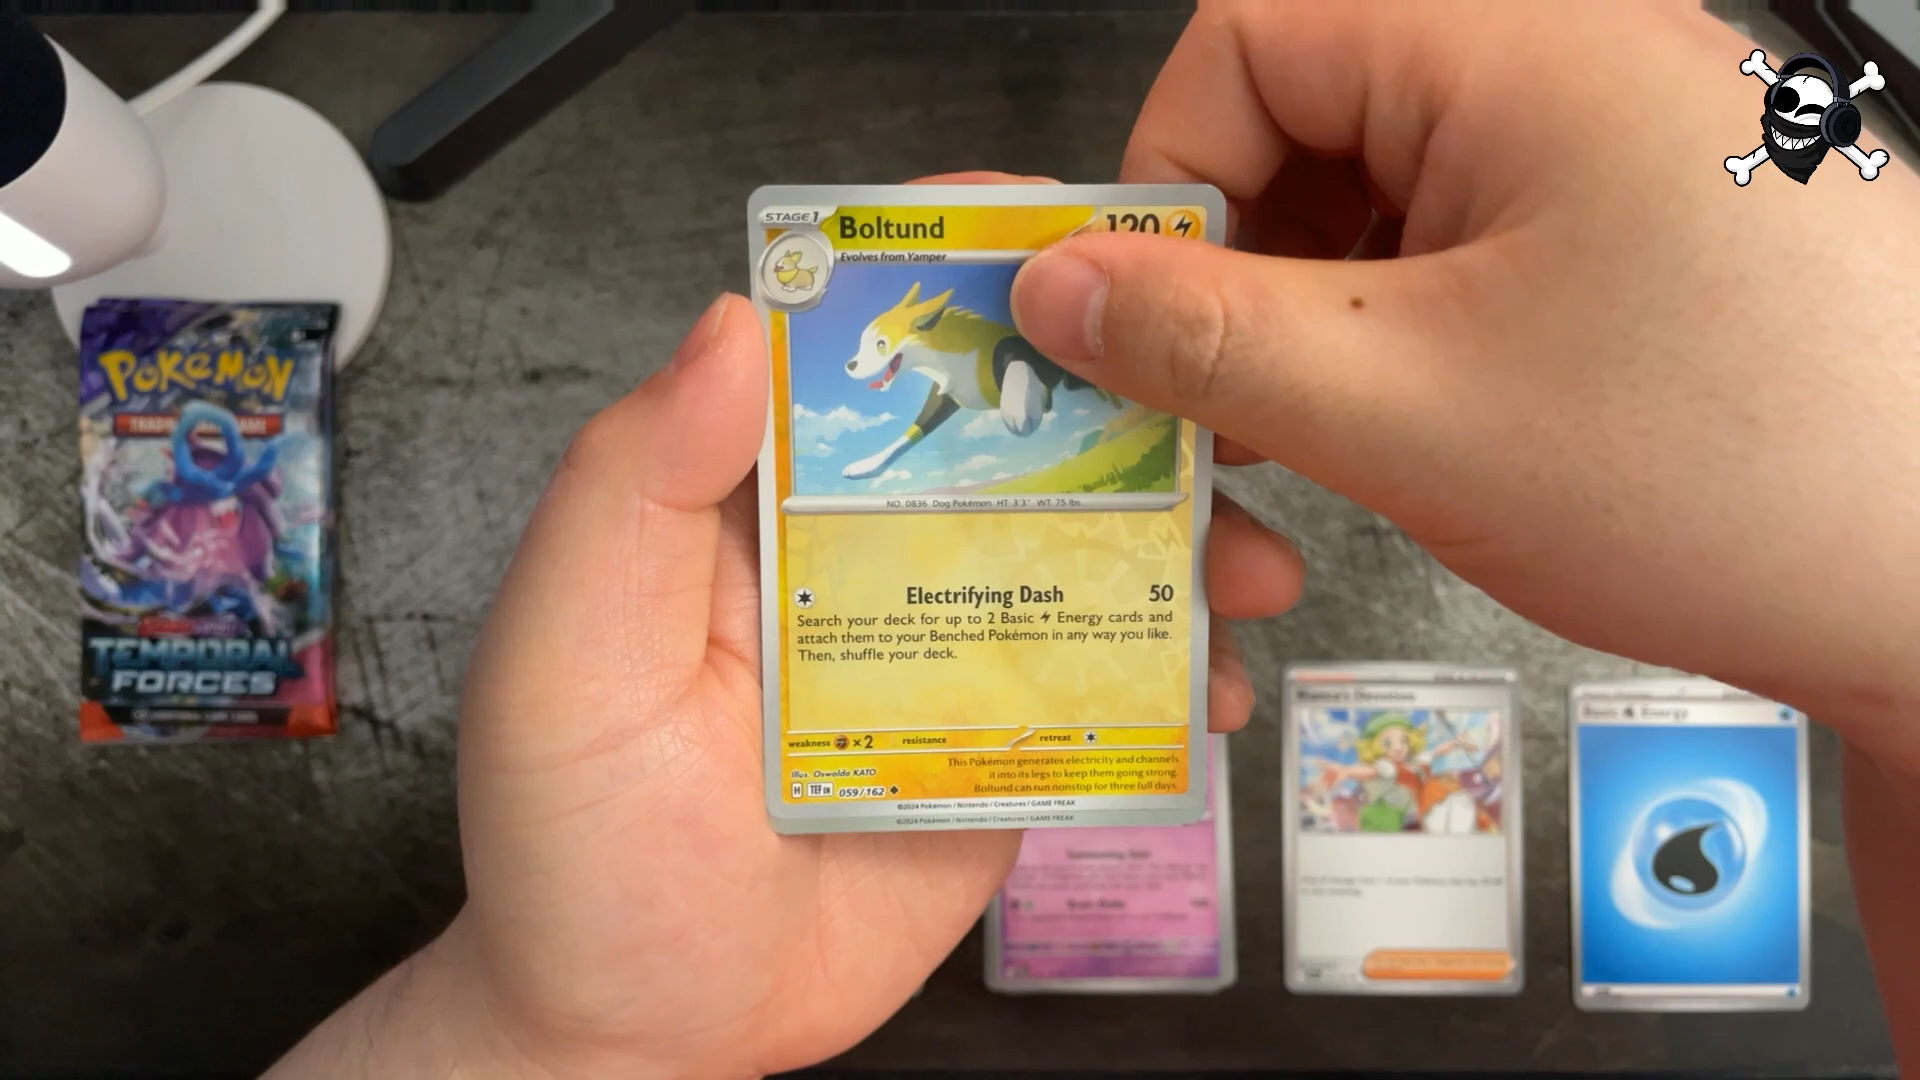 POKéMON
TEMPORAL
FORCES
STAGE 1
Boltund
120
Evolves from Yamper
NO. 0836 Dog Pokémon HT: 3'3" WT: 75 lbs.
Electrifying Dash 50
Search your deck for up to 2 Basic Energy cards and
attach them to your Benched Pokémon in any way you like.
Then, shuffle your deck.
weakness ×2 resistance retreat
Illus. Oswaldo KATO
H TEF EN 059/162
This Pokémon generates electricity and channels
it into its legs to keep them going strong.
Boltund can run nonstop for three full days.
©2024 Pokémon / Nintendo / Creatures / GAME FREAK
©2024 Pokémon / Nintendo / Creatures / GAME FREAK
Bianca's Devotion
Basic Energy